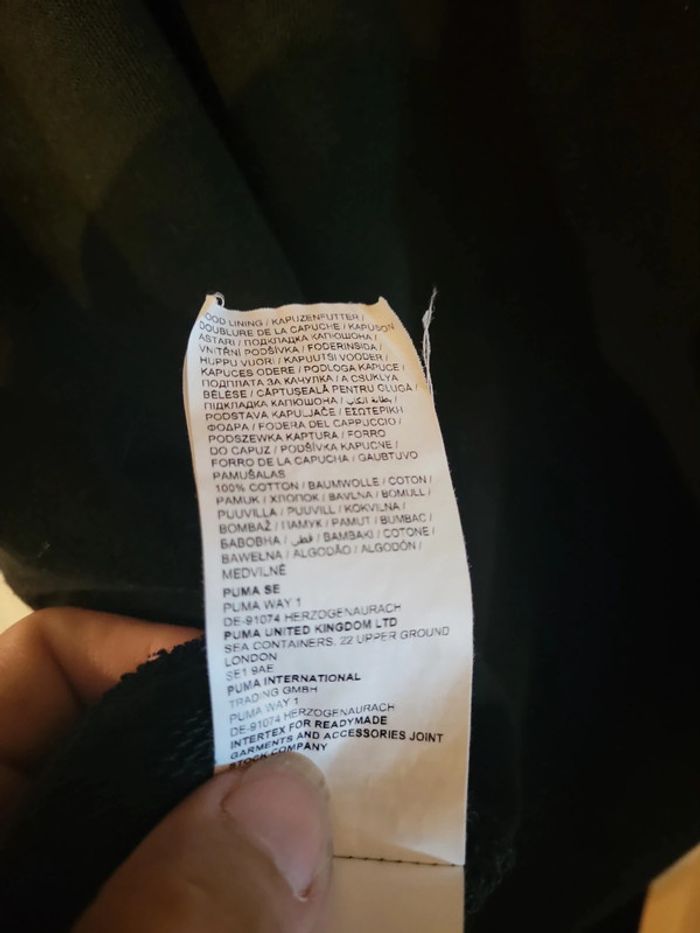 OOD LINING / KAPUZENFUTTER /
DOUBLURE DE LA CAPUCHE / KAPUSON
ASTARI / ПОДКЛАДКА КАПЮШОНА /
VNITŘNÍ PODŠÍVKA / FODERINSIDA /
HUPPU VUORI / KAPUUTSI VOODER /
KAPUCES ODERE / PODLOGA KAPUCE /
ПОДПЛАТА ЗА КАЧУЛКА / A CSUKLYA
BÉLÉSE / CĂPTUŞEALĂ PENTRU GLUGĂ /
ПІДКЛАДКА КАПЮШОНА / بطانة الكاب /
PODSTAVA KAPULJAČE / ΕΣΩΤΕΡΙΚΗ
ΦΟΔΡΑ / FODERA DEL CAPPUCCIO /
PODSZEWKA KAPTURA / FORRO
DO CAPUZ / PODŠÍVKA KAPUCNE /
FORRO DE LA CAPUCHA / GAUBTUVO
PAMUŠALAS
100% COTTON / BAUMWOLLE / COTON /
PAMUK / ХЛОПОК / BAVLNA / BOMULL /
PUUVILLA / PUUVILL / KOKVILNA /
BOMBAŽ / ПАМУК / PAMUT / BUMBAC /
БАВОВНА / قطن / BAMBAKI / COTONE /
BAWEŁNA / ALGODÃO / ALGODÓN /
MEDVILNĖ
PUMA SE
PUMA WAY 1
DE-91074 HERZOGENAURACH
PUMA UNITED KINGDOM LTD
SEA CONTAINERS, 22 UPPER GROUND
LONDON
SE1 9AE
PUMA INTERNATIONAL
TRADING GMBH
PUMA WAY 1
DE-91074 HERZOGENAURACH
INTERTEX FOR READYMADE
GARMENTS AND ACCESSORIES JOINT
STOCK COMPANY